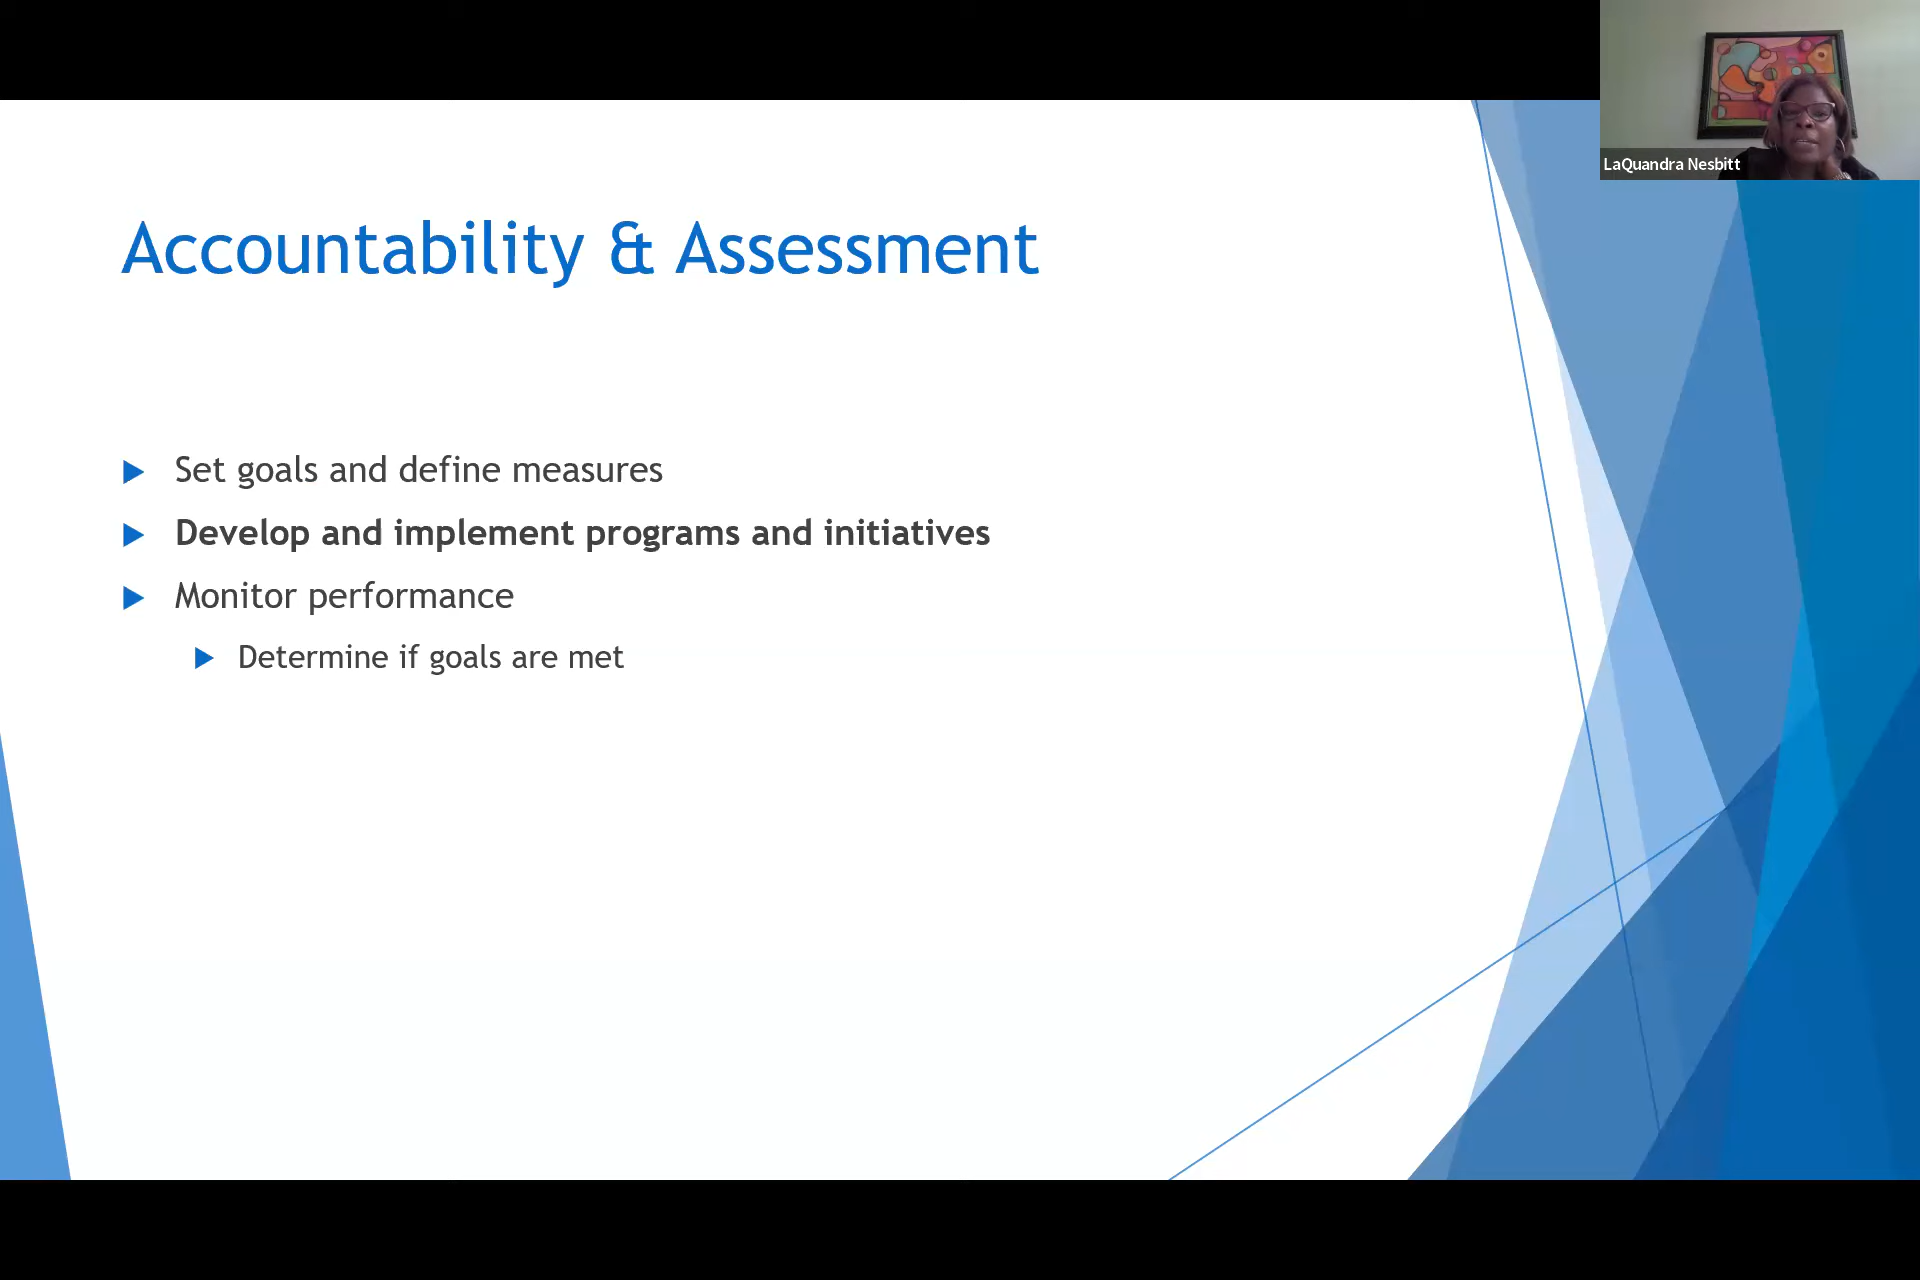 LaQuandra Nesbitt
Accountability & Assessment
Set goals and define measures
Develop and implement programs and initiatives
Monitor performance
Determine if goals are met